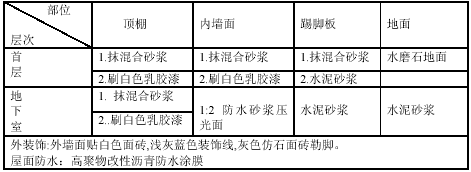 部位
层次
顶棚
内墙面
踢脚板
地面
首
层
1.抹混合砂浆
1.抹混合砂浆
1.抹混合砂浆
水磨石地面
2.刷白色乳胶漆
2.刷白色乳胶漆
2.水泥砂浆
地
下
室
1. 抹混合砂浆
2..刷白色乳胶漆
1:2 防水砂浆压
光面
水泥砂浆
水泥砂浆
外装饰:外墙面贴白色面砖,浅灰蓝色装饰线,灰色仿石面砖勒脚。
屋面防水：高聚物改性沥青防水涂膜